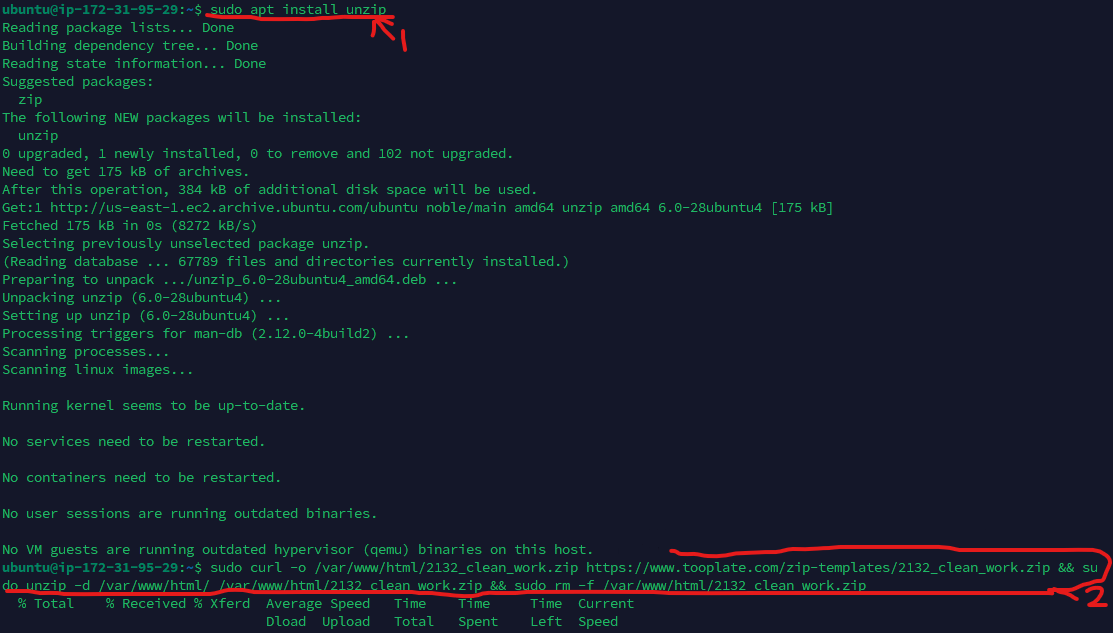 ubuntu@ip-172-31-95-29:~$ sudo apt install unzip
1
Reading package lists... Done
Building dependency tree... Done
Reading state information... Done
Suggested packages:
  zip
The following NEW packages will be installed:
  unzip
0 upgraded, 1 newly installed, 0 to remove and 102 not upgraded.
Need to get 175 kB of archives.
After this operation, 384 kB of additional disk space will be used.
Get:1 http://us-east-1.ec2.archive.ubuntu.com/ubuntu noble/main amd64 unzip amd64 6.0-28ubuntu4 [175 kB]
Fetched 175 kB in 0s (8272 kB/s)
Selecting previously unselected package unzip.
(Reading database ... 67789 files and directories currently installed.)
Preparing to unpack .../unzip_6.0-28ubuntu4_amd64.deb ...
Unpacking unzip (6.0-28ubuntu4) ...
Setting up unzip (6.0-28ubuntu4) ...
Processing triggers for man-db (2.12.0-4build2) ...
Scanning processes...
Scanning linux images...

Running kernel seems to be up-to-date.

No services need to be restarted.

No containers need to be restarted.

No user sessions are running outdated binaries.

No VM guests are running outdated hypervisor (qemu) binaries on this host.
ubuntu@ip-172-31-95-29:~$ sudo curl -o /var/www/html/2132_clean_work.zip https://www.tooplate.com/zip-templates/2132_clean_work.zip && su
do unzip -d /var/www/html/ /var/www/html/2132_clean_work.zip && sudo rm -f /var/www/html/2132_clean_work.zip
2
  % Total    % Received % Xferd  Average Speed   Time    Time     Time  Current
                                 Dload  Upload   Total   Spent    Left  Speed